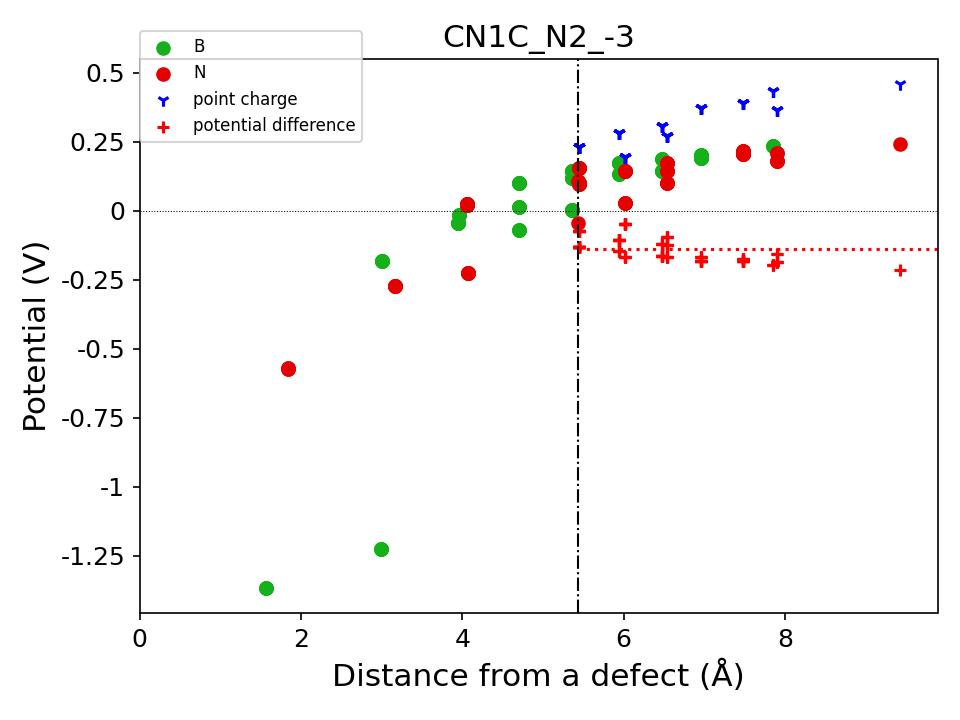 CN1C_N2_-3
B
N
point charge
potential difference
0.5
0.25
0
-0.25
-0.5
-0.75
-1
-1.25
Potential (V)
0 2 4 6 8
Distance from a defect (Å)